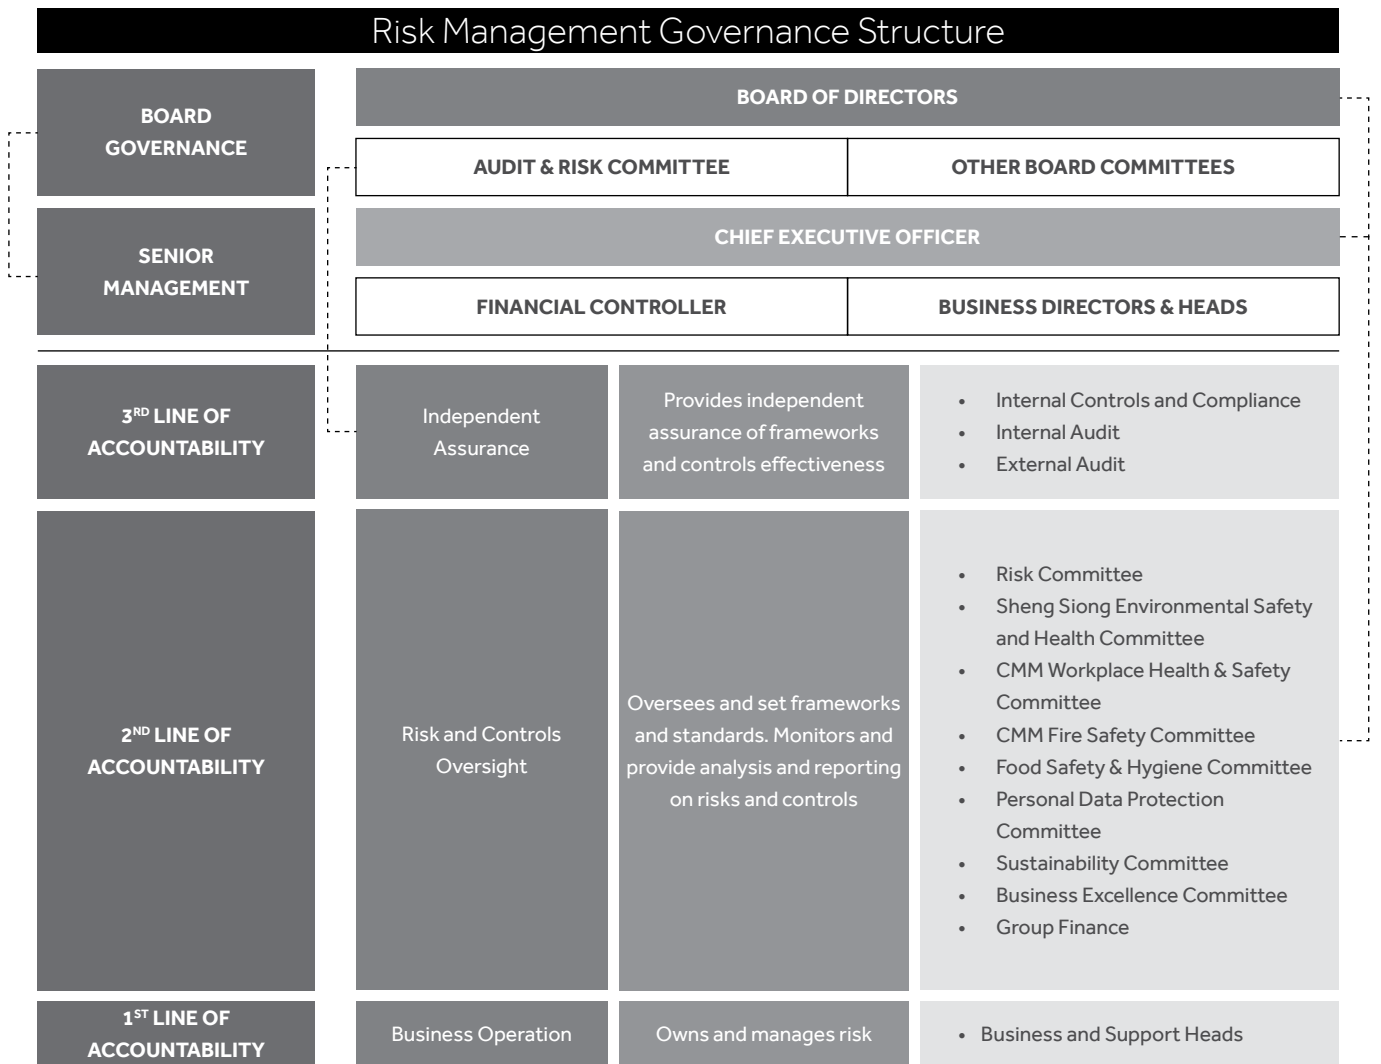 Risk Management Governance Structure
BOARD
GOVERNANCE
BOARD OF DIRECTORS
AUDIT & RISK COMMITTEE
OTHER BOARD COMMITTEES
SENIOR
MANAGEMENT
CHIEF EXECUTIVE OFFICER
FINANCIAL CONTROLLER
BUSINESS DIRECTORS & HEADS
3RD LINE OF
ACCOUNTABILITY
Independent
Assurance
Provides independent
assurance of frameworks
and controls effectiveness
• Internal Controls and Compliance
• Internal Audit
• External Audit
2ND LINE OF
ACCOUNTABILITY
Risk and Controls
Oversight
Oversees and set frameworks
and standards. Monitors and
provide analysis and reporting
on risks and controls
• Risk Committee
• Sheng Siong Environmental Safety
and Health Committee
• CMM Workplace Health & Safety
Committee
• CMM Fire Safety Committee
• Food Safety & Hygiene Committee
• Personal Data Protection
Committee
• Sustainability Committee
• Business Excellence Committee
• Group Finance
1ST LINE OF
ACCOUNTABILITY
Business Operation
Owns and manages risk
• Business and Support Heads